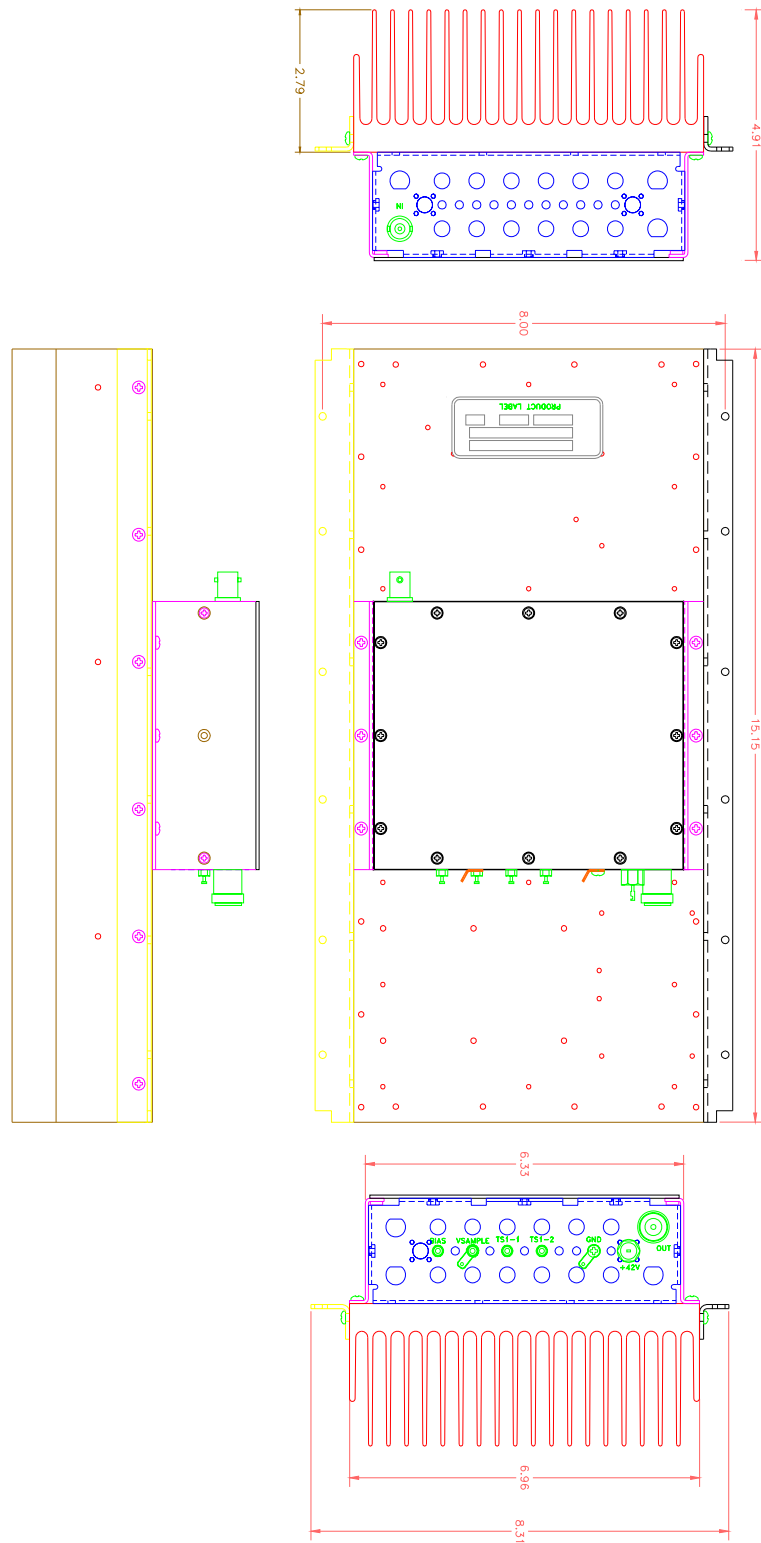 2.79
4.91
IN
8.00
PRODUCT LABEL
15.15
6.33
BIAS
VSAMPLE
TS1-1
TS1-2
GND
+42V
OUT
6.96
8.31